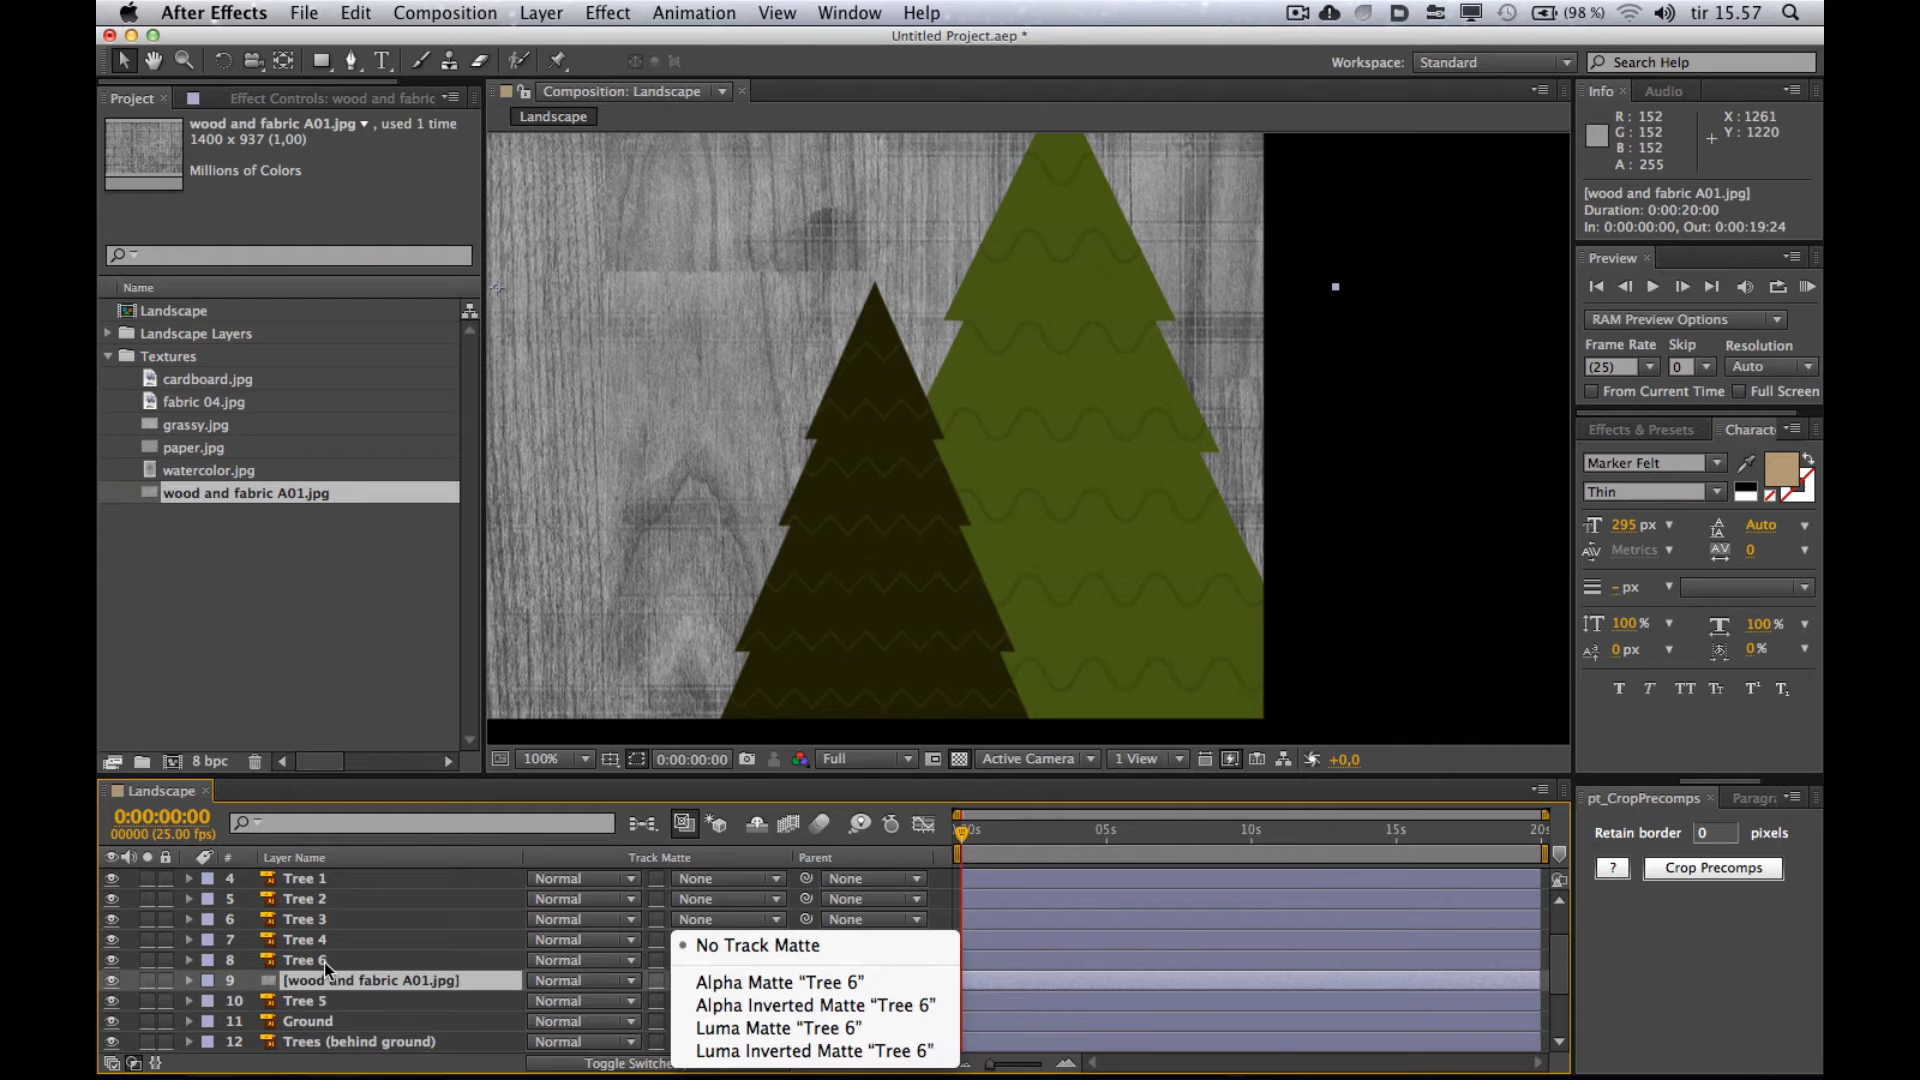 After Effects File Edit Composition Layer Effect Animation View Window Help (98 %) tir 15.57
Untitled Project.aep *
Workspace: Standard Search Help
Project Effect Controls: wood and fabric
Composition: Landscape
Info Audio
wood and fabric A01.jpg , used 1 time
1400 x 937 (1,00)
Millions of Colors
Landscape
R : 152
G : 152
B : 152
A : 255
X : 1261
Y : 1220
[wood and fabric A01.jpg]
Duration: 0:00:20:00
In: 0:00:00:00, Out: 0:00:19:24
Preview
Name
Landscape
Landscape Layers
Textures
cardboard.jpg
fabric 04.jpg
grassy.jpg
paper.jpg
watercolor.jpg
wood and fabric A01.jpg
RAM Preview Options
Frame Rate Skip Resolution
(25) 0 Auto
From Current Time Full Screen
Effects & Presets Charact
Marker Felt
Thin
295 px Auto
Metrics 0
- px
100 % 100 %
0 px 0 %
T T TT Tt T¹ T₁
8 bpc
100% 0:00:00:00 Full Active Camera 1 View +0,0
Landscape
0:00:00:00
00000 (25.00 fps)
05s 10s 15s 20s
# Layer Name Track Matte Parent
4 Tree 1 Normal None None
5 Tree 2 Normal None None
6 Tree 3 Normal None None
7 Tree 4 Normal
8 Tree 6 Normal
9 [wood and fabric A01.jpg] Normal
10 Tree 5 Normal
11 Ground Normal
12 Trees (behind ground) Normal
Toggle Switche
No Track Matte
Alpha Matte “Tree 6”
Alpha Inverted Matte “Tree 6”
Luma Matte “Tree 6”
Luma Inverted Matte “Tree 6”
pt_CropPrecomps Paragra
Retain border 0 pixels
? Crop Precomps